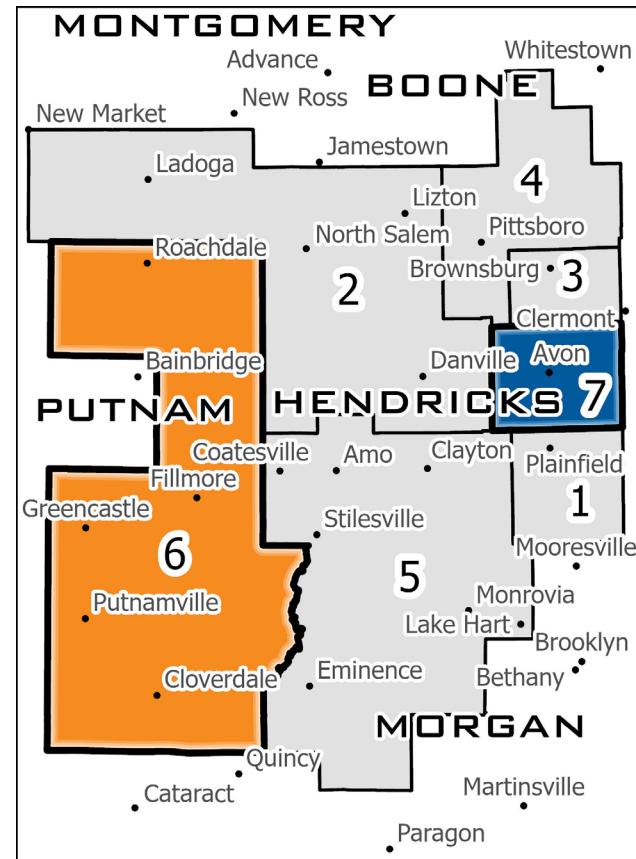 MONTGOMERY
Whitestown
Advance
BOONE
New Ross
New Market
Jamestown
Ladoga
4
Lizton
Pittsboro
North Salem
Roachdale
Brownsburg
3
2
Clermont
Avon
Bainbridge
Danville
7
PUTNAM
HENDRICKS
Coatesville
Amo
Clayton
Plainfield
Fillmore
1
Greencastle
Stilesville
6
Mooresville
5
Putnamville
Monrovia
Lake Hart
Brooklyn
Eminence
Bethany
Cloverdale
MORGAN
Quincy
Martinsville
Cataract
Paragon